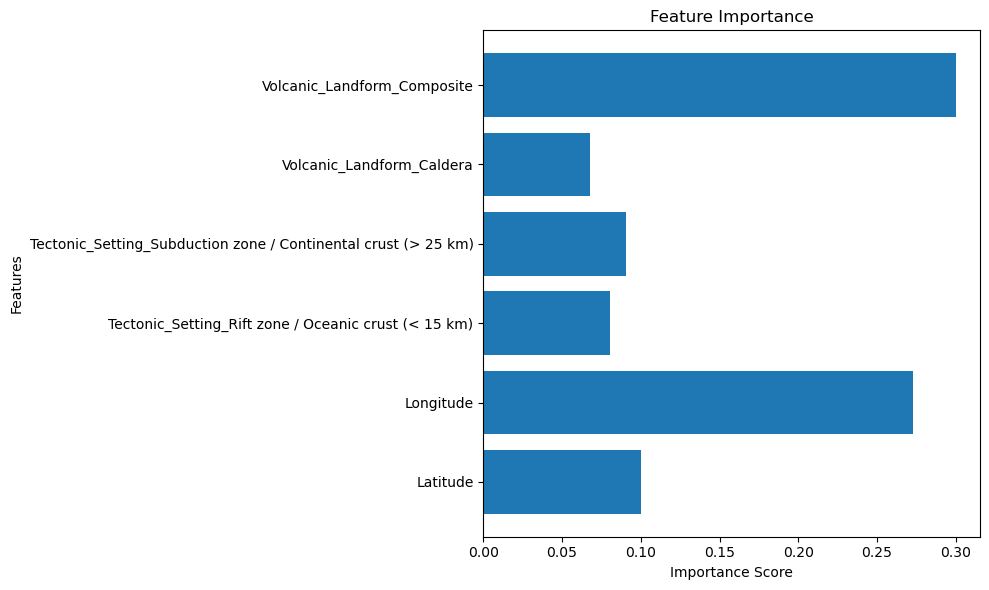 Feature Importance
Features
Volcanic_Landform_Composite
Volcanic_Landform_Caldera
Tectonic_Setting_Subduction zone / Continental crust (> 25 km)
Tectonic_Setting_Rift zone / Oceanic crust (< 15 km)
Longitude
Latitude
0.00 0.05 0.10 0.15 0.20 0.25 0.30
Importance Score